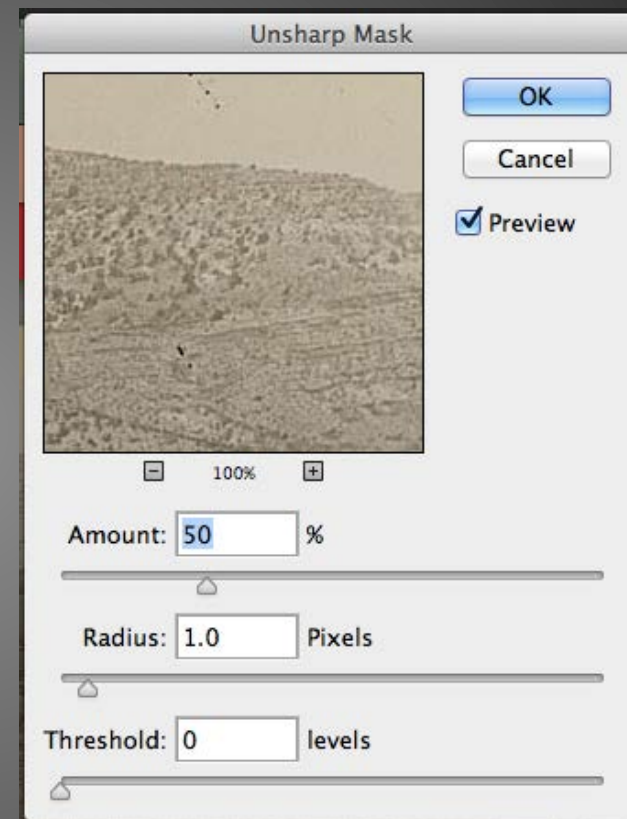 Unsharp Mask
OK
Cancel
Preview
100%
Amount: 50 %
Radius: 1.0 Pixels
Threshold: 0 levels